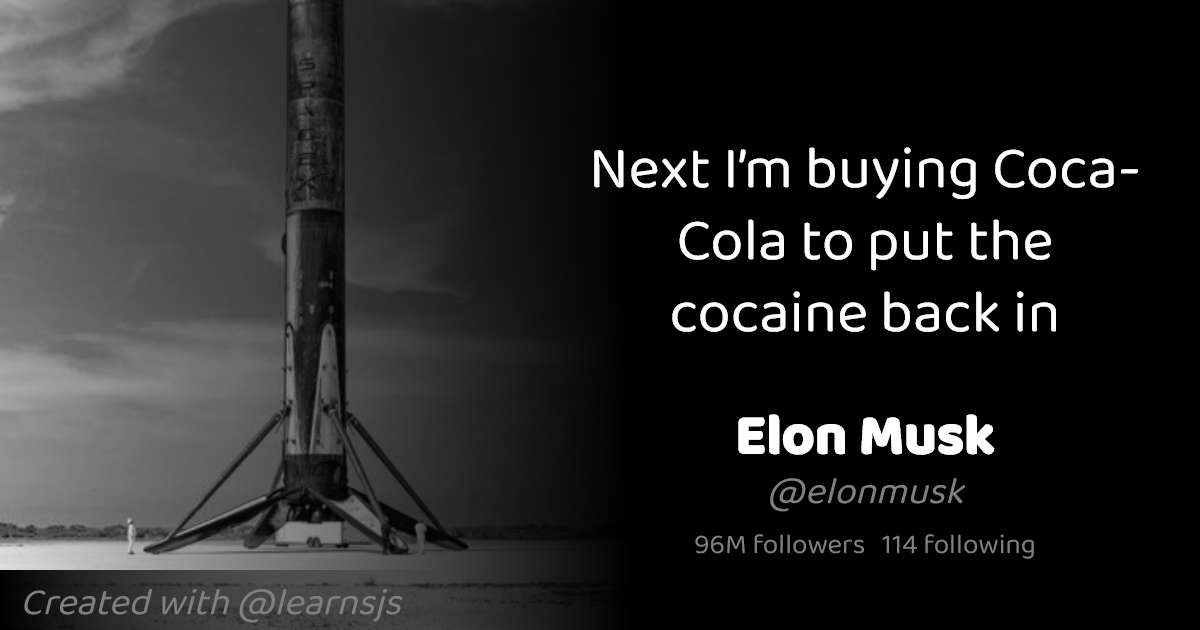 SPACEX
Next I'm buying Coca-
Cola to put the
cocaine back in
Elon Musk
@elonmusk
96M followers 114 following
Created with @learnsjs